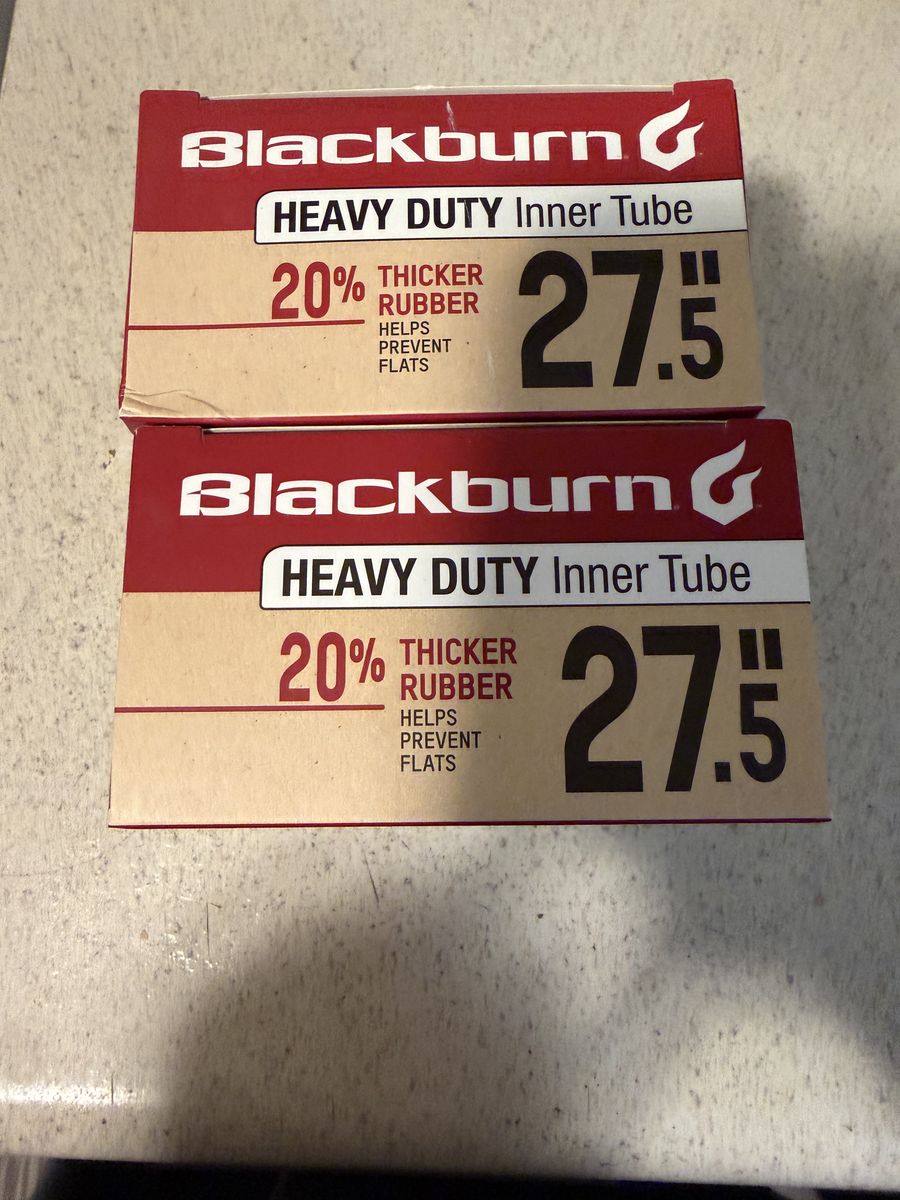 Blackburn
HEAVY DUTY Inner Tube
20% THICKER RUBBER
HELPS PREVENT FLATS
27.5"
Blackburn
HEAVY DUTY Inner Tube
20% THICKER RUBBER
HELPS PREVENT FLATS
27.5"